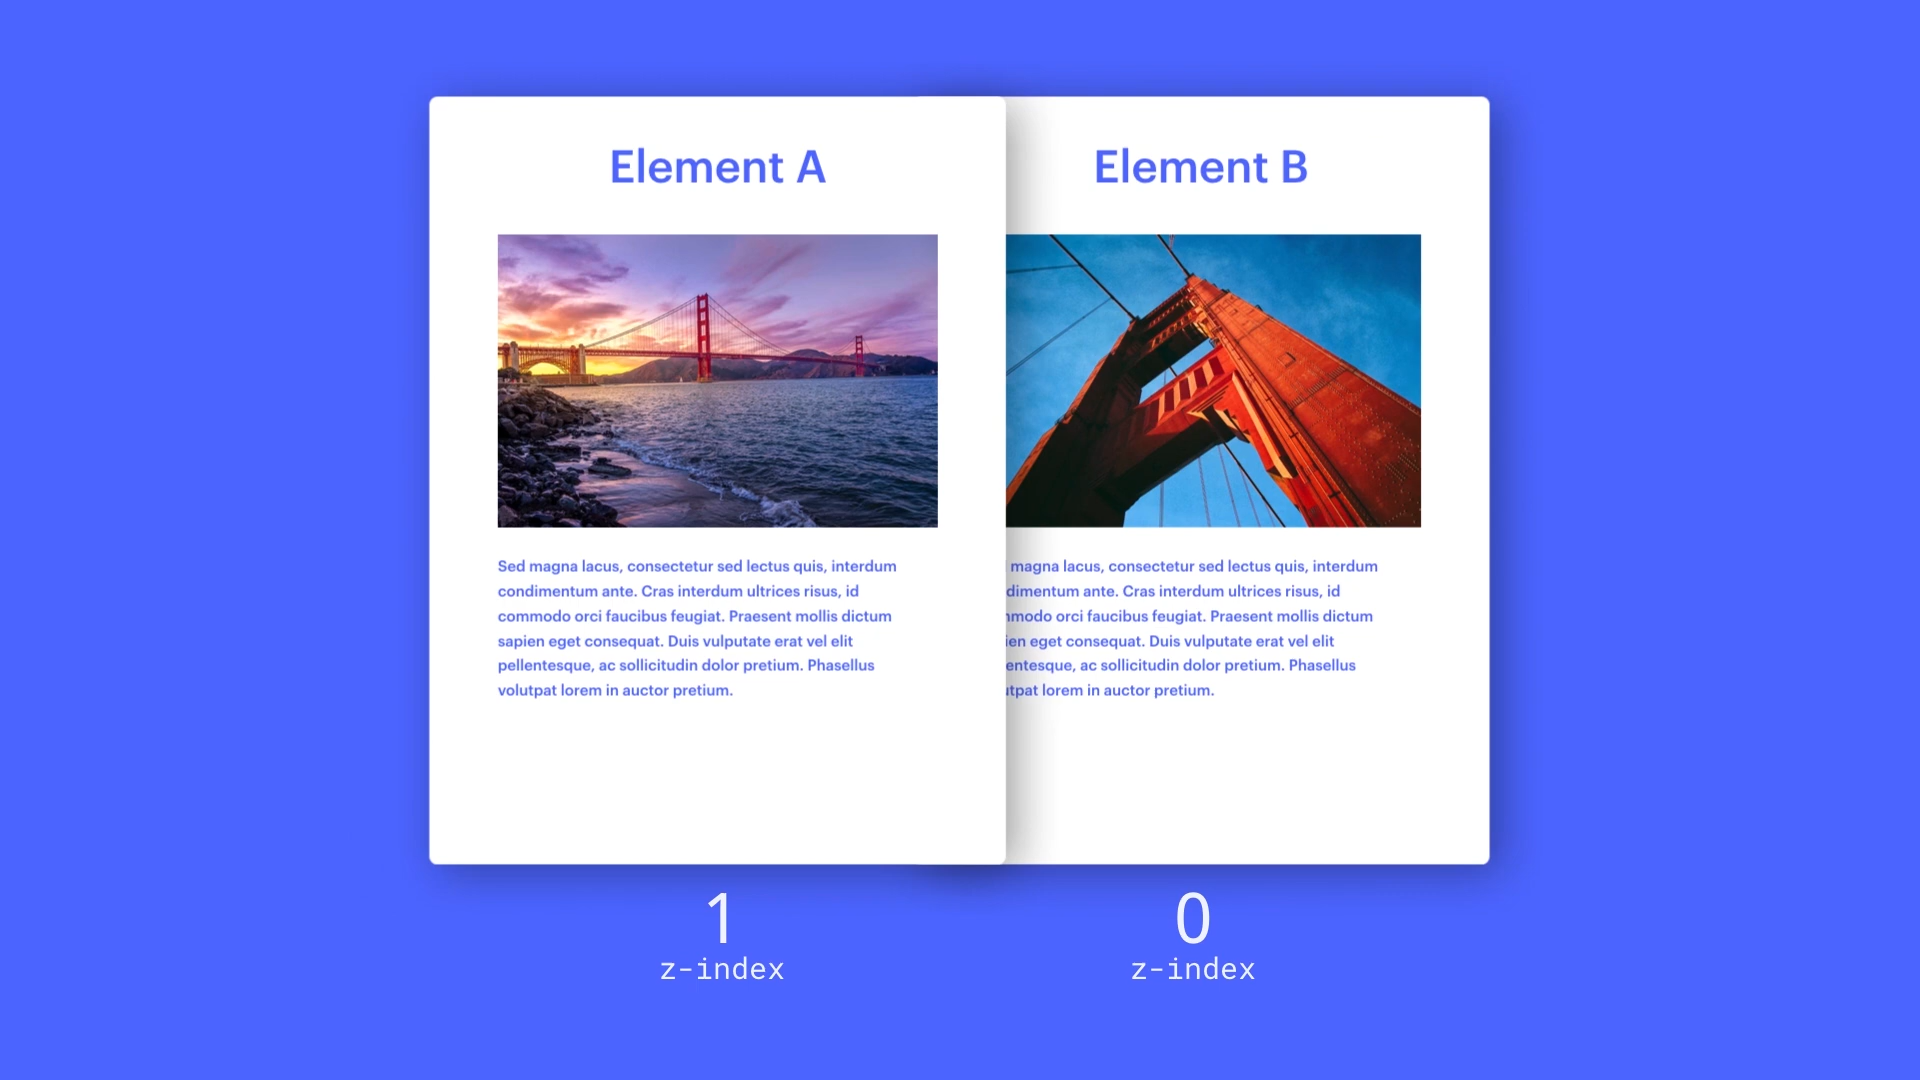 Element A
Sed magna lacus, consectetur sed lectus quis, interdum
condimentum ante. Cras interdum ultrices risus, id
commodo orci faucibus feugiat. Praesent mollis dictum
sapien eget consequat. Duis vulputate erat vel elit
pellentesque, ac sollicitudin dolor pretium. Phasellus
volutpat lorem in auctor pretium.
Element B
magna lacus, consectetur sed lectus quis, interdum
dimentum ante. Cras interdum ultrices risus, id
modo orci faucibus feugiat. Praesent mollis dictum
ien eget consequat. Duis vulputate erat vel elit
entesque, ac sollicitudin dolor pretium. Phasellus
tpat lorem in auctor pretium.
1
z-index
0
z-index